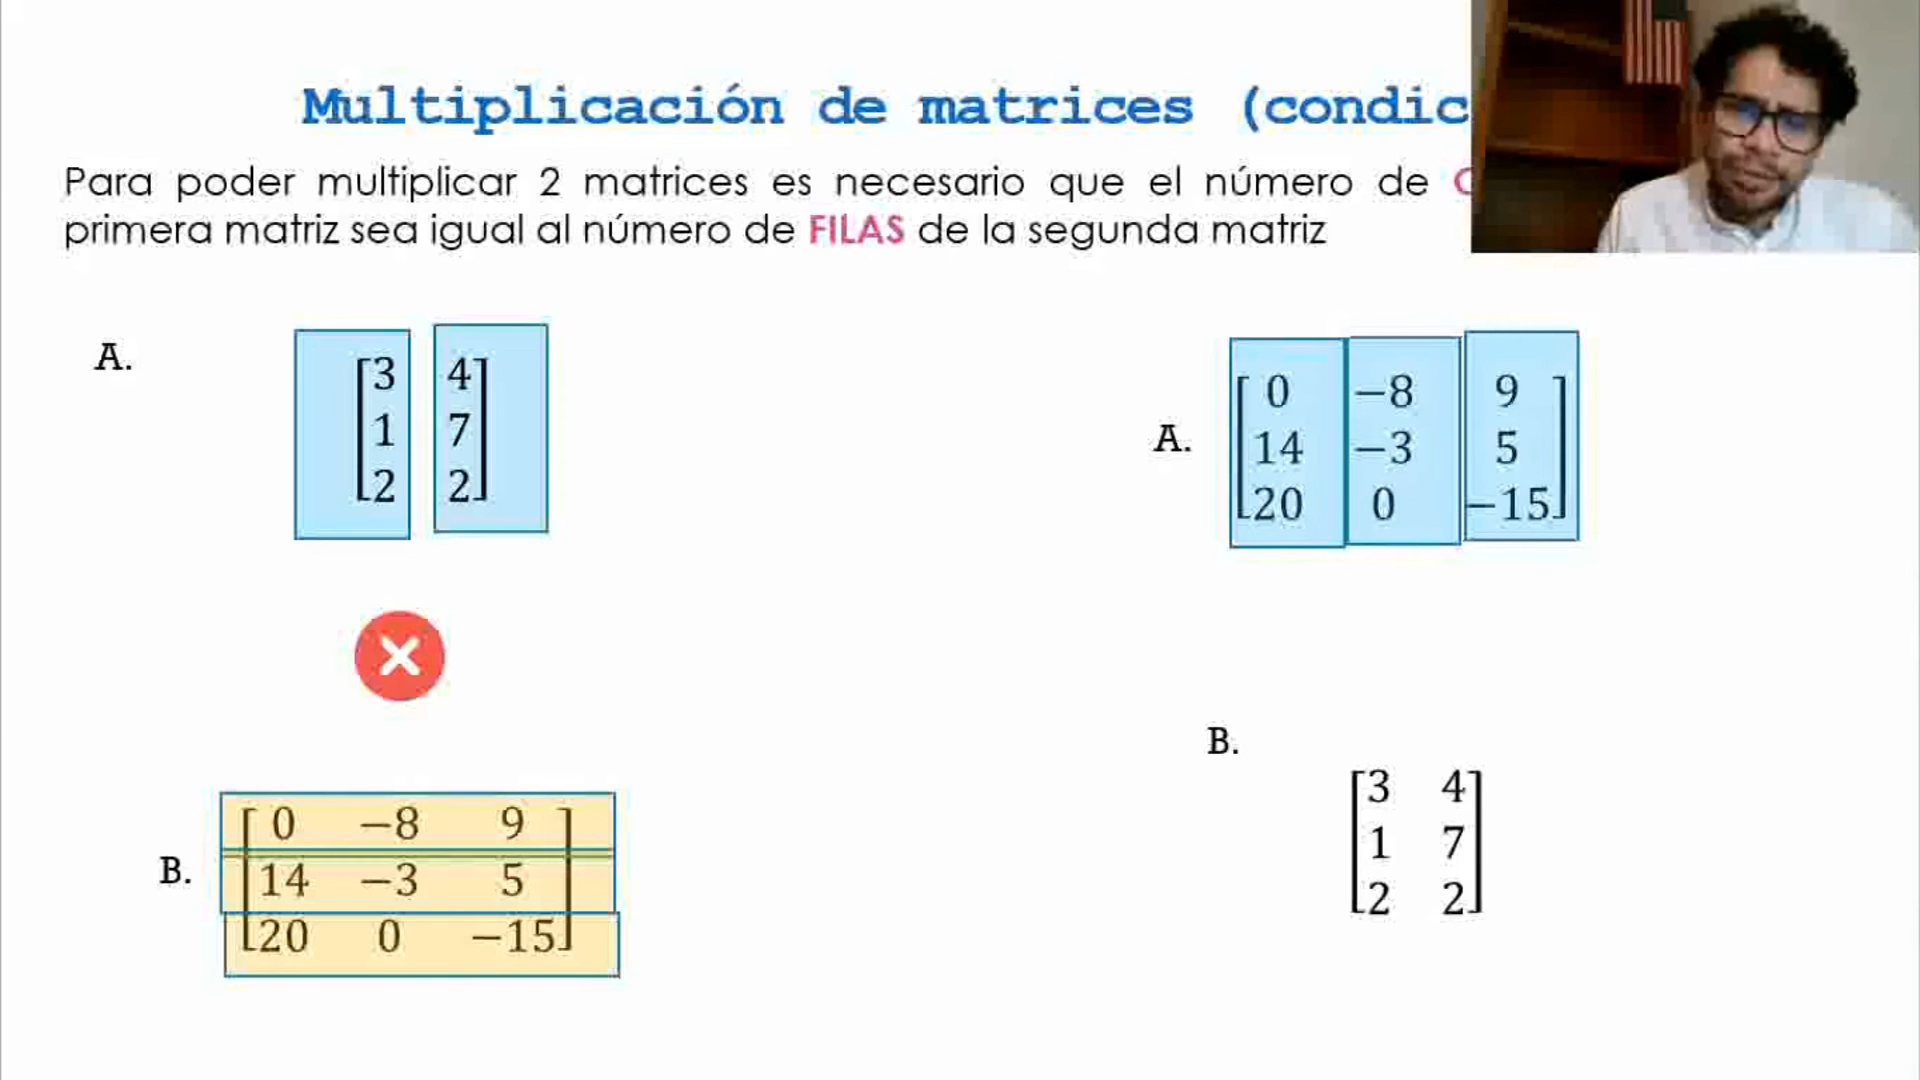 Multiplicación de matrices (condic
Para poder multiplicar 2 matrices es necesario que el número de
primera matriz sea igual al número de FILAS de la segunda matriz
A.
3 4
1 7
2 2
A.
0 −8 9
14 −3 5
20 0 −15
B.
0 −8 9
14 −3 5
20 0 −15
B.
3 4
1 7
2 2